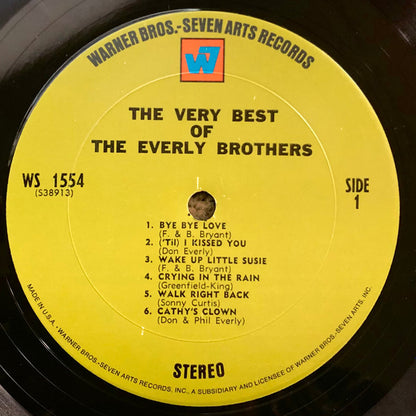 WARNER BROS.-SEVEN ARTS RECORDS
W7
THE VERY BEST
OF
THE EVERLY BROTHERS
WS 1554
(S38913)
SIDE
1
1. BYE BYE LOVE
(F. & B. Bryant)
2. ('Til) I KISSED YOU
(Don Everly)
3. WAKE UP LITTLE SUSIE
(F. & B. Bryant)
4. CRYING IN THE RAIN
(Greenfield-King)
5. WALK RIGHT BACK
(Sonny Curtis)
6. CATHY'S CLOWN
(Don & Phil Everly)
STEREO
MADE IN U.S.A. • WARNER BROS.-SEVEN ARTS RECORDS, INC., A SUBSIDIARY AND LICENSEE OF WARNER BROS.-SEVEN ARTS, INC.